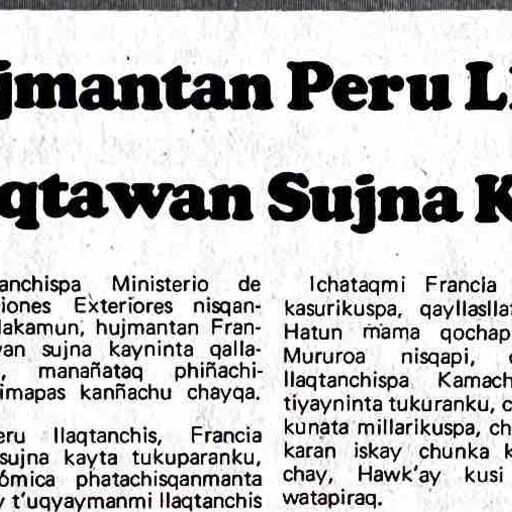 jmantan Peru L
qtawan Sujna K
anchispa Ministerio de
iones Exteriores nisqan-
lakamun, hujmantan Fran-
van sujna kayninta qalla-
, manañataq phiñachi-
imapas kanñachu chayqa.
eru llaqtanchis, Francia
sujna kayta tukuparanku,
ómica phatachisqanmanta
y t'uqyaymanmi llaqtanchis
Ichataqmi Francia
kasurikuspa, qayllaslla
Hatun mama qochap
Mururoa nisqapi,
llaqtanchispa Kamach
tiyayninta tukuranku, c
kunata millarikuspa, ch
karan iskay chunka k
chay, Hawk'ay kusi
watapiraq.